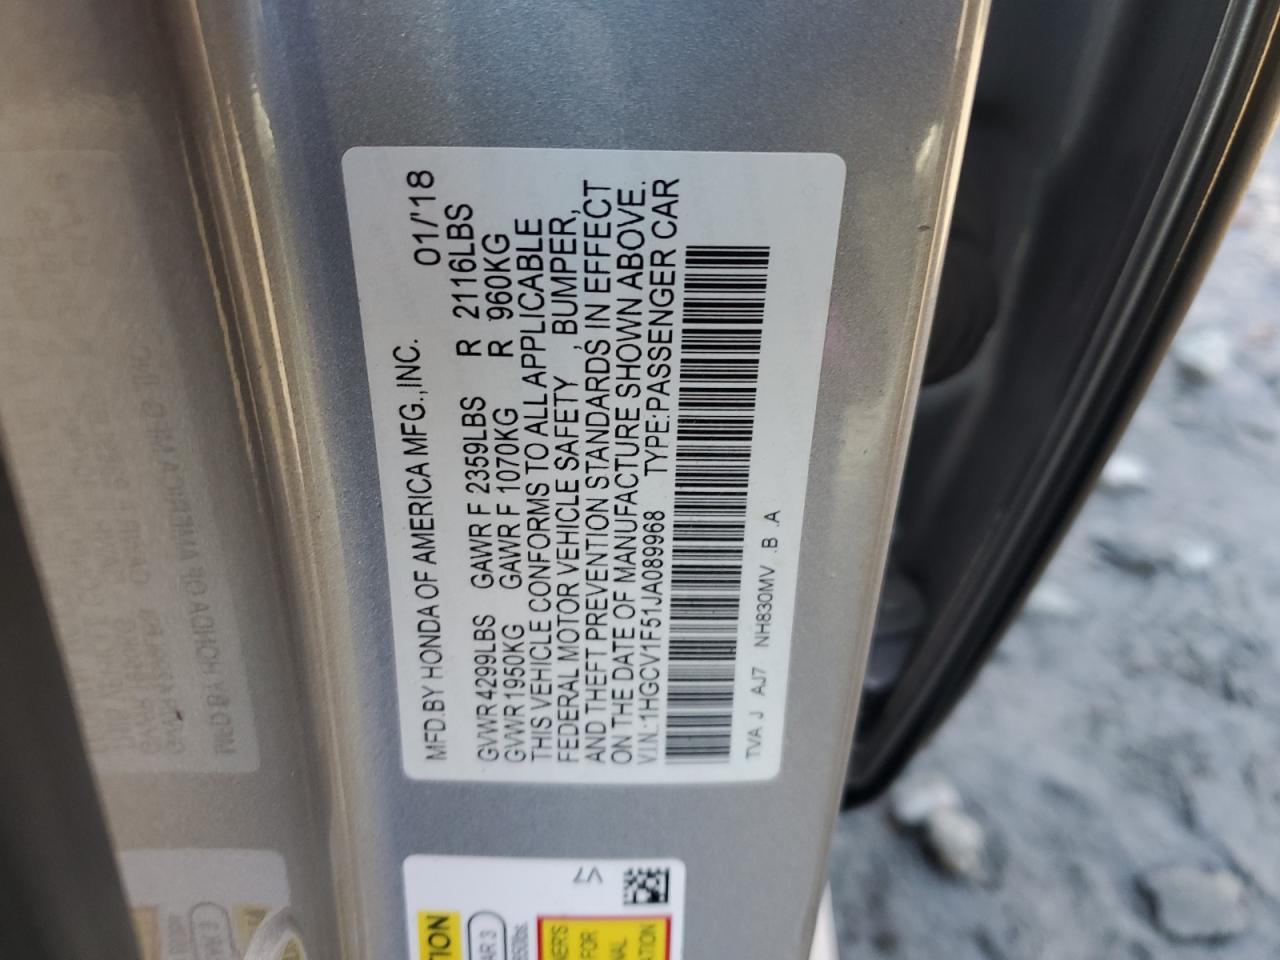 MFD.BY HONDA OF AMERICA MFG.,INC. 01/'18
GVWR 4299LBS GAWR F 2359LBS R 2116LBS
GVWR 1950KG GAWR F 1070KG R 960KG
THIS VEHICLE CONFORMS TO ALL APPLICABLE
FEDERAL MOTOR VEHICLE SAFETY , BUMPER,
AND THEFT PREVENTION STANDARDS IN EFFECT
ON THE DATE OF MANUFACTURE SHOWN ABOVE.
V.I.N.:1HGCV1F51JA089968 TYPE:PASSENGER CAR
TVA J AJ7 NH830MV .B .A
V7